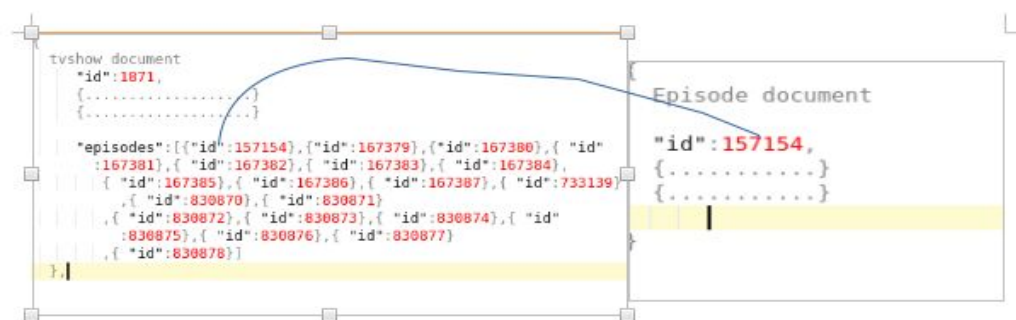 {
tvshow document
"id":1871,
{...................}
{...................}
"episodes":[{"id":157154},{"id":167379},{"id":167380},{ "id"
:167381},{ "id":167382},{ "id":167383},{ "id":167384},
{ "id":167385},{ "id":167386},{ "id":167387},{ "id":733139}
,{ "id":830870},{ "id":830871}
,{ "id":830872},{ "id":830873},{ "id":830874},{ "id"
:830875},{ "id":830876},{ "id":830877}
,{ "id":830878}]
},
{
Episode document
"id":157154,
{...........}
{...........}
}